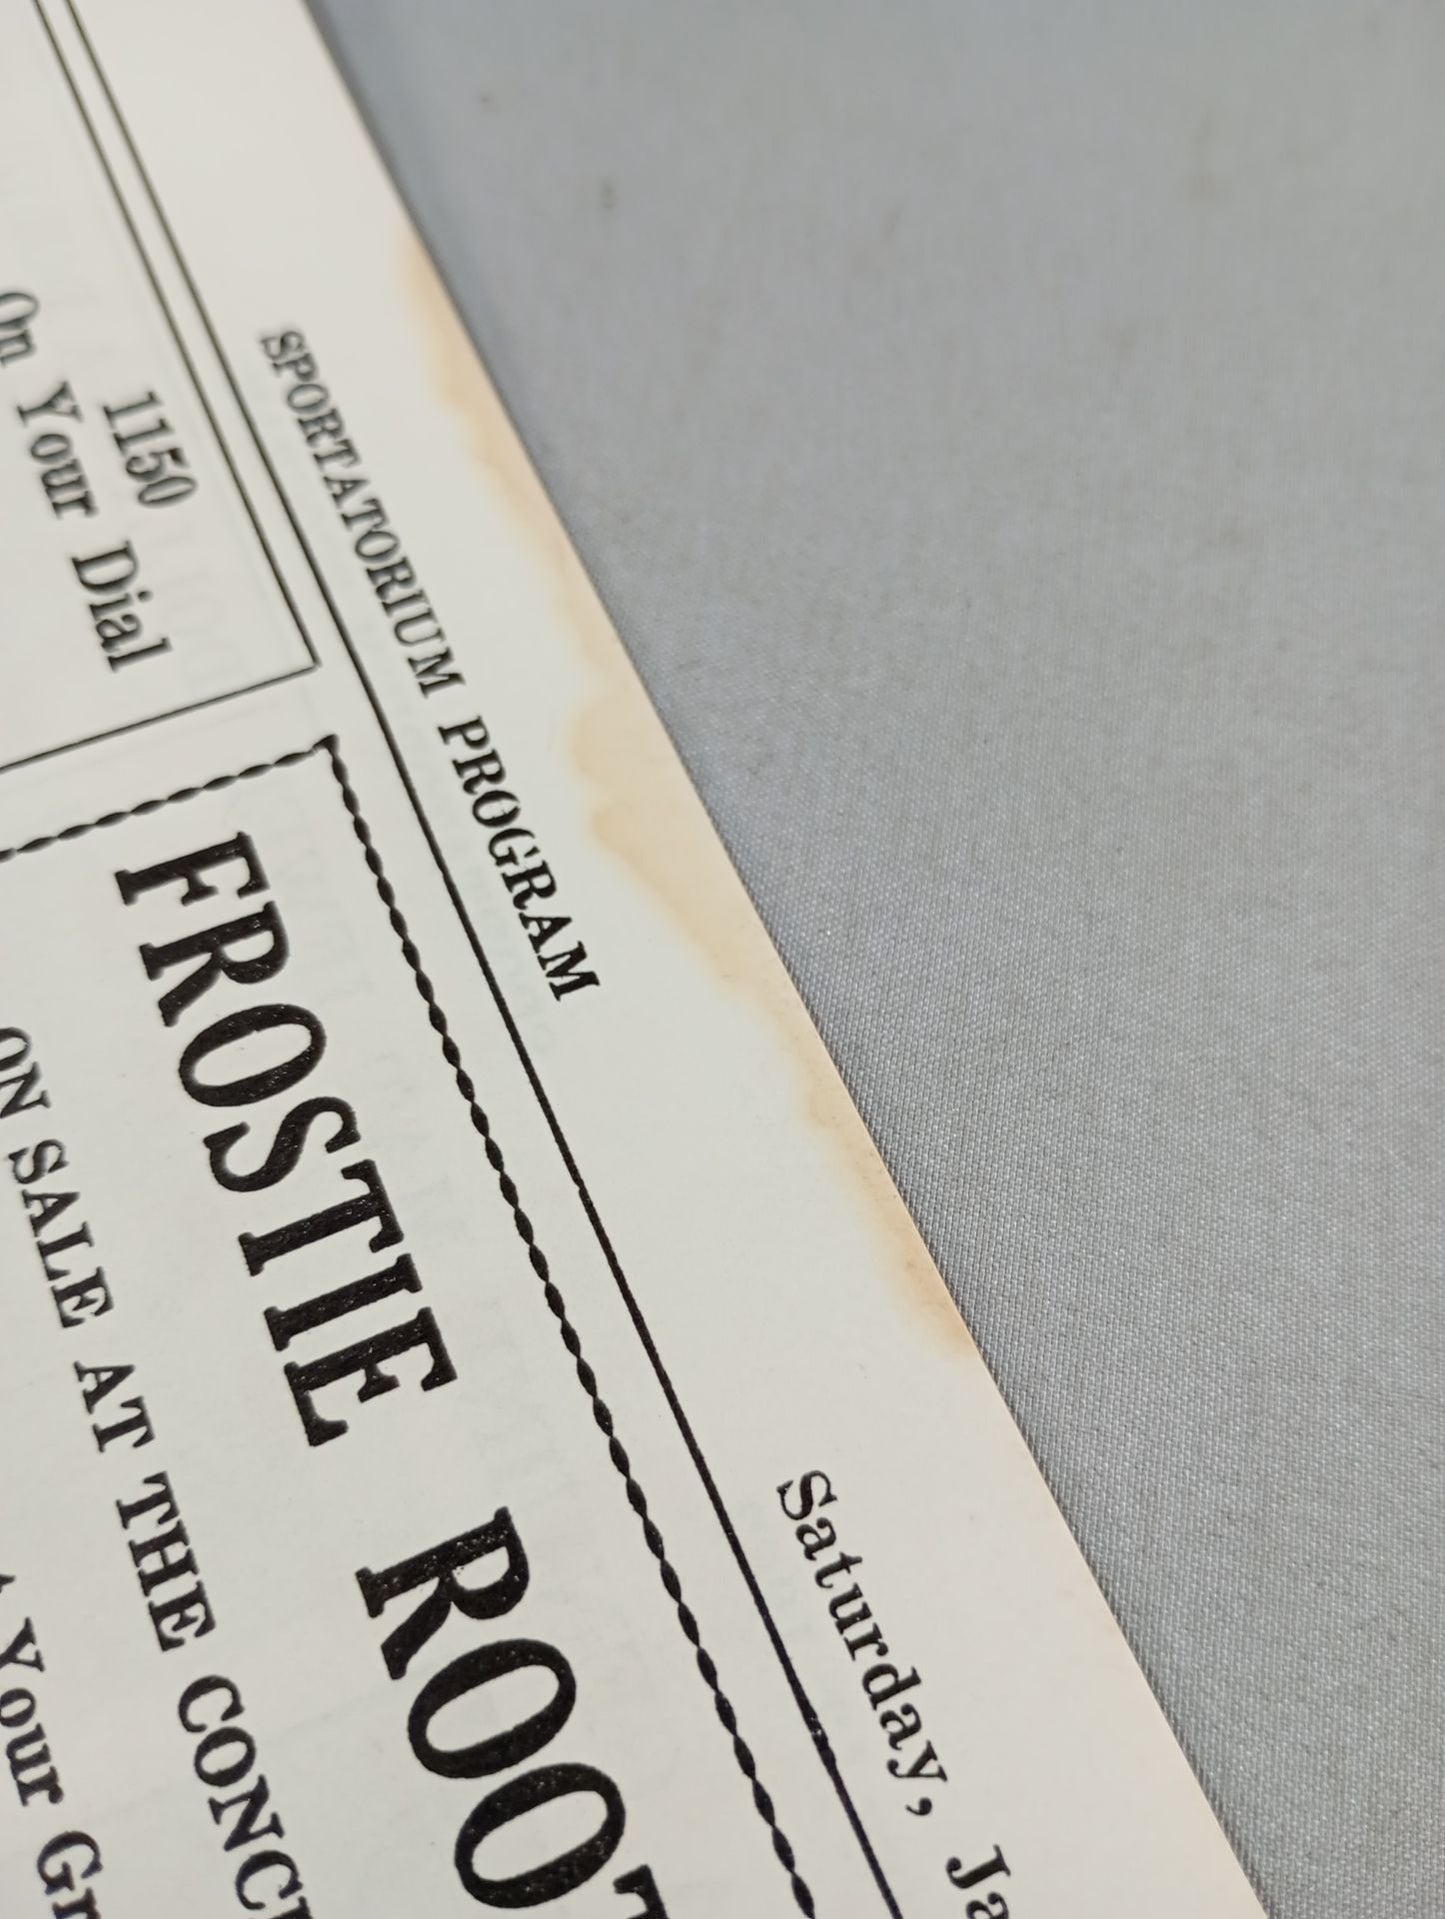 SPORTATORIUM PROGRAM
Saturday, Ja
1150
On Your Dial
FROSTIE ROOT
ON SALE AT THE CONC
Your Gr